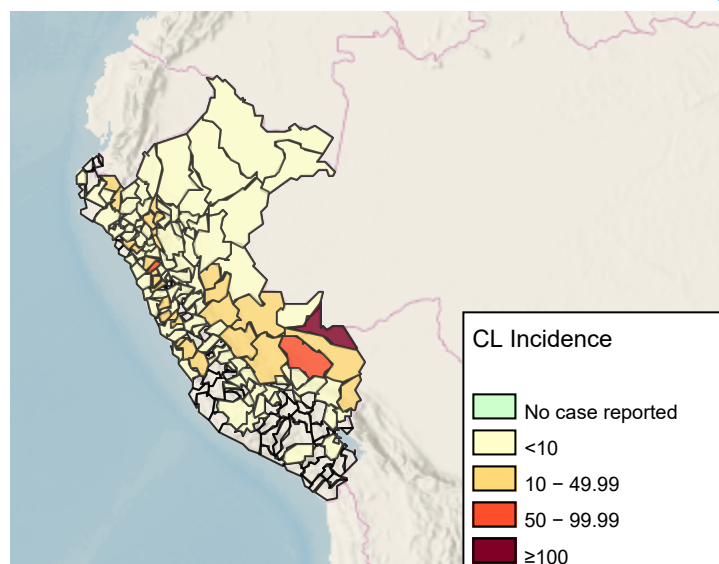 CL Incidence
No case reported
<10
10 − 49.99
50 − 99.99
≥100